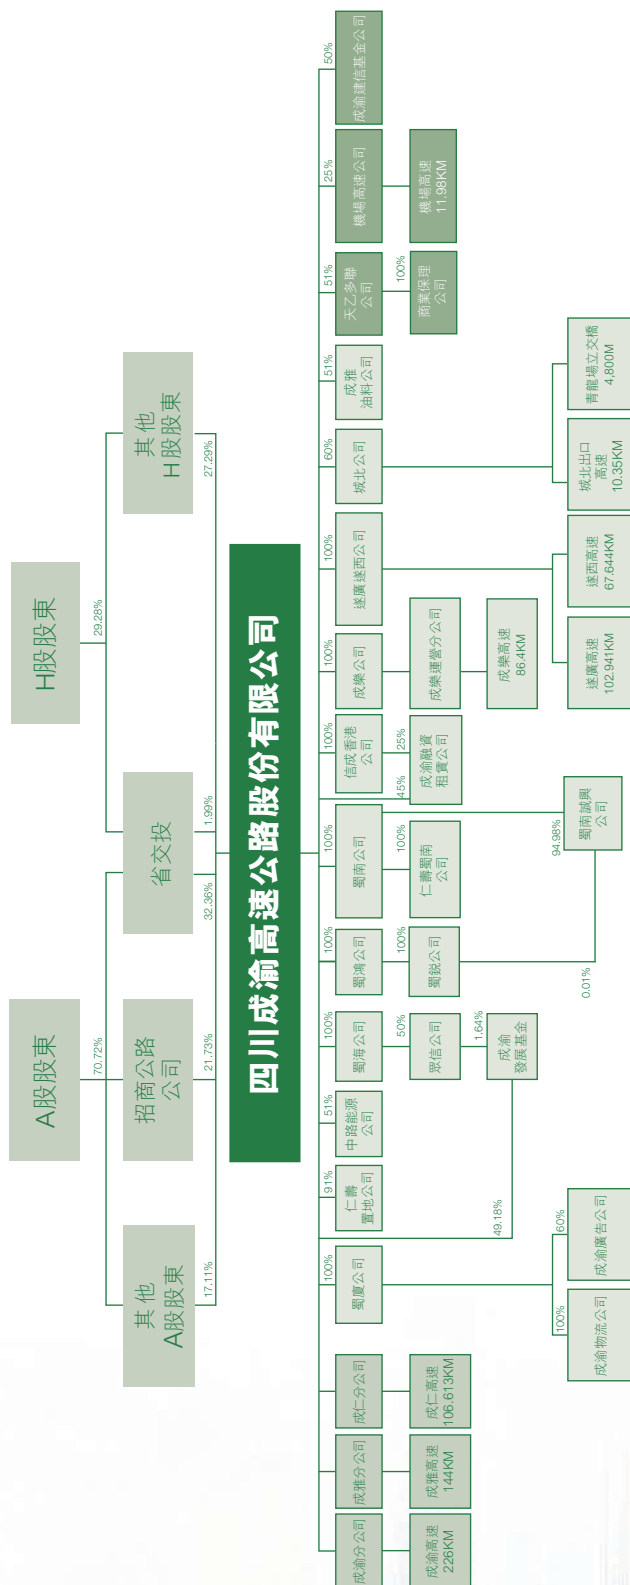 A股股東
H股股東
70.72%
29.28%
其他
A股股東
招商公路
公司
省交投
其他
H股股東
17.11%
21.73%
32.36%
1.99%
27.29%
四川成渝高速公路股份有限公司
100%
91%
51%
100%
100%
100%
100%
100%
100%
60%
51%
51%
25%
50%
成渝分公司
成雅分公司
成仁分公司
蜀廈公司
仁壽
置地公司
中路能源
公司
蜀海公司
蜀鴻公司
蜀南公司
信成香港
公司
成樂公司
遂廣遂西公司
城北公司
成雅
油料公司
天乙多聯
公司
機場高速公司
成渝建信基金公司
50%
100%
100%
45%
25%
100%
成渝高速
226KM
成雅高速
144KM
成仁高速
106.613KM
眾信公司
蜀銳公司
仁壽蜀南
公司
成渝融資
租賃公司
成樂運營分公司
商業保理
公司
機場高速
11.98KM
49.18%
1.64%
成渝
發展基金
成樂高速
86.4KM
100%
60%
0.01%
94.98%
成渝物流公司
成渝廣告公司
蜀南誠興
公司
遂廣高速
102.941KM
遂西高速
67.644KM
城北出口
高速
10.35KM
青龍場立交橋
4,800M